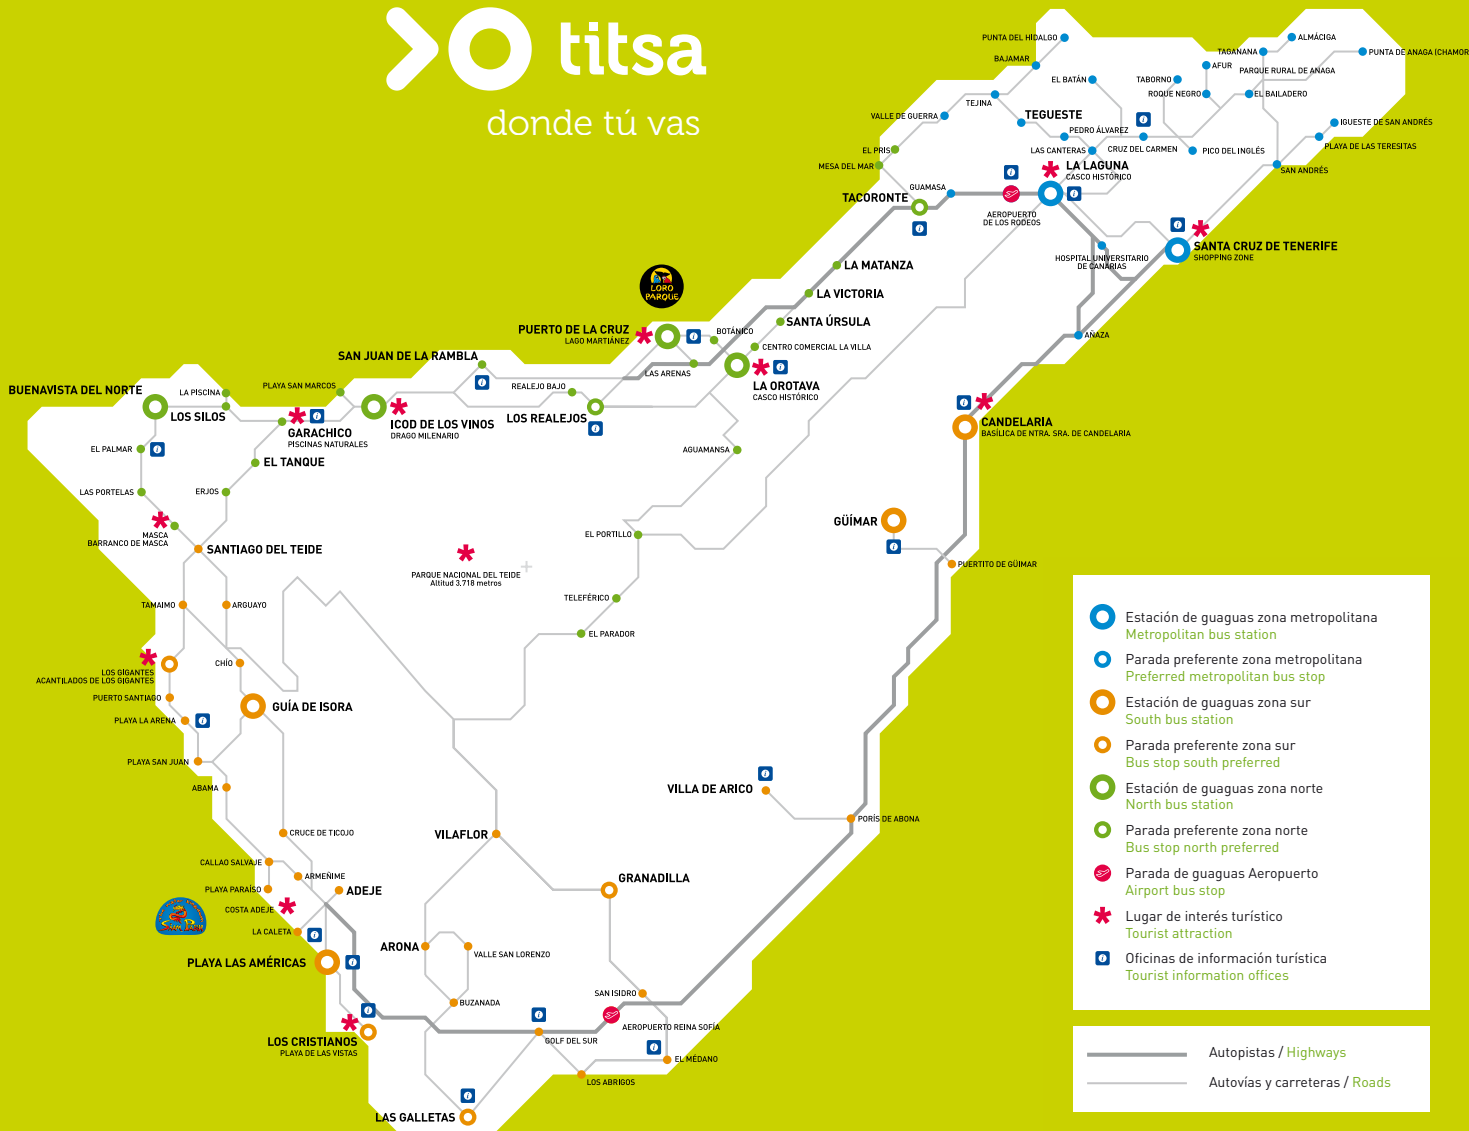 titsa
donde tú vas
PUNTA DEL HIDALGO
BAJAMAR
TEJINA
VALLE DE GUERRA
EL PRIS
MESA DEL MAR
TACORONTE
GUAMASA
TEGUESTE
PEDRO ÁLVAREZ
LAS CANTERAS
EL BATÁN
TABORNO
ROQUE NEGRO
AFUR
TAGANANA
ALMÁCIGA
PUNTA DE ANAGA (CHAMOR
PARQUE RURAL DE ANAGA
EL BAILADERO
CRUZ DEL CARMEN
PICO DEL INGLÉS
IGUESTE DE SAN ANDRÉS
PLAYA DE LAS TERESITAS
SAN ANDRÉS
LA LAGUNA
CASCO HISTÓRICO
AEROPUERTO
DE LOS RODEOS
SANTA CRUZ DE TENERIFE
SHOPPING ZONE
HOSPITAL UNIVERSITARIO
DE CANARIAS
AÑAZA
LA MATANZA
LA VICTORIA
SANTA ÚRSULA
LORO
PARQUE
PUERTO DE LA CRUZ
LAGO MARTIÁNEZ
BOTÁNICO
CENTRO COMERCIAL LA VILLA
LAS ARENAS
LA OROTAVA
CASCO HISTÓRICO
SAN JUAN DE LA RAMBLA
REALEJO BAJO
LOS REALEJOS
BUENAVISTA DEL NORTE
LA PISCINA
LOS SILOS
PLAYA SAN MARCOS
ICOD DE LOS VINOS
DRAGO MILENARIO
GARACHICO
PISCINAS NATURALES
EL TANQUE
EL PALMAR
LAS PORTELAS
ERJOS
MASCA
BARRANCO DE MASCA
SANTIAGO DEL TEIDE
AGUAMANSA
EL PORTILLO
PARQUE NACIONAL DEL TEIDE
Altitud 3.718 metros
TELEFÉRICO
EL PARADOR
CANDELARIA
BASÍLICA DE NTRA. SRA. DE CANDELARIA
GÜÍMAR
PUERTITO DE GÜIMAR
TAMAIMO
ARGUAYO
LOS GIGANTES
ACANTILADOS DE LOS GIGANTES
CHÍO
PUERTO SANTIAGO
GUÍA DE ISORA
PLAYA LA ARENA
PLAYA SAN JUAN
ABAMA
CRUCE DE TICOJO
CALLAO SALVAJE
ARMEÑIME
PLAYA PARAÍSO
ADEJE
COSTA ADEJE
LA CALETA
PLAYA LAS AMÉRICAS
LOS CRISTIANOS
PLAYA DE LAS VISTAS
VILAFLOR
VILLA DE ARICO
PORÍS DE ABONA
GRANADILLA
ARONA
VALLE SAN LORENZO
BUZANADA
SAN ISIDRO
AEROPUERTO REINA SOFÍA
GOLF DEL SUR
EL MÉDANO
LOS ABRIGOS
LAS GALLETAS
Estación de guaguas zona metropolitana
Metropolitan bus station
Parada preferente zona metropolitana
Preferred metropolitan bus stop
Estación de guaguas zona sur
South bus station
Parada preferente zona sur
Bus stop south preferred
Estación de guaguas zona norte
North bus station
Parada preferente zona norte
Bus stop north preferred
Parada de guaguas Aeropuerto
Airport bus stop
Lugar de interés turístico
Tourist attraction
Oficinas de información turística
Tourist information offices
Autopistas / Highways
Autovías y carreteras / Roads